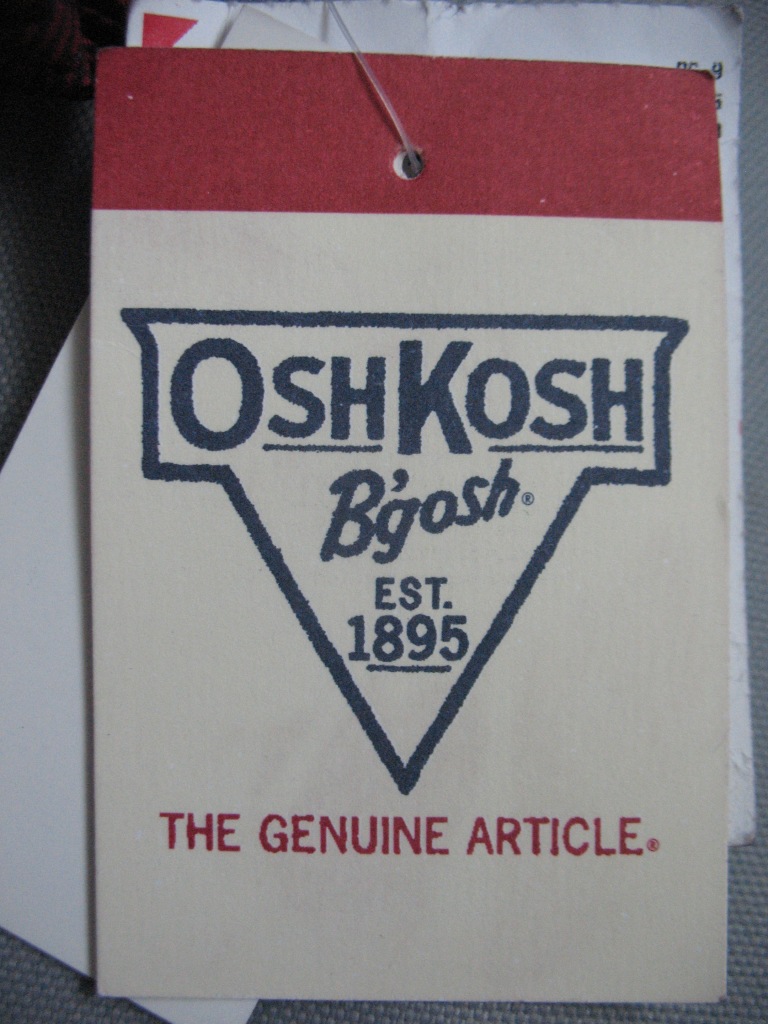 OSHKOSH
B'gosh®
EST.
1895
THE GENUINE ARTICLE®